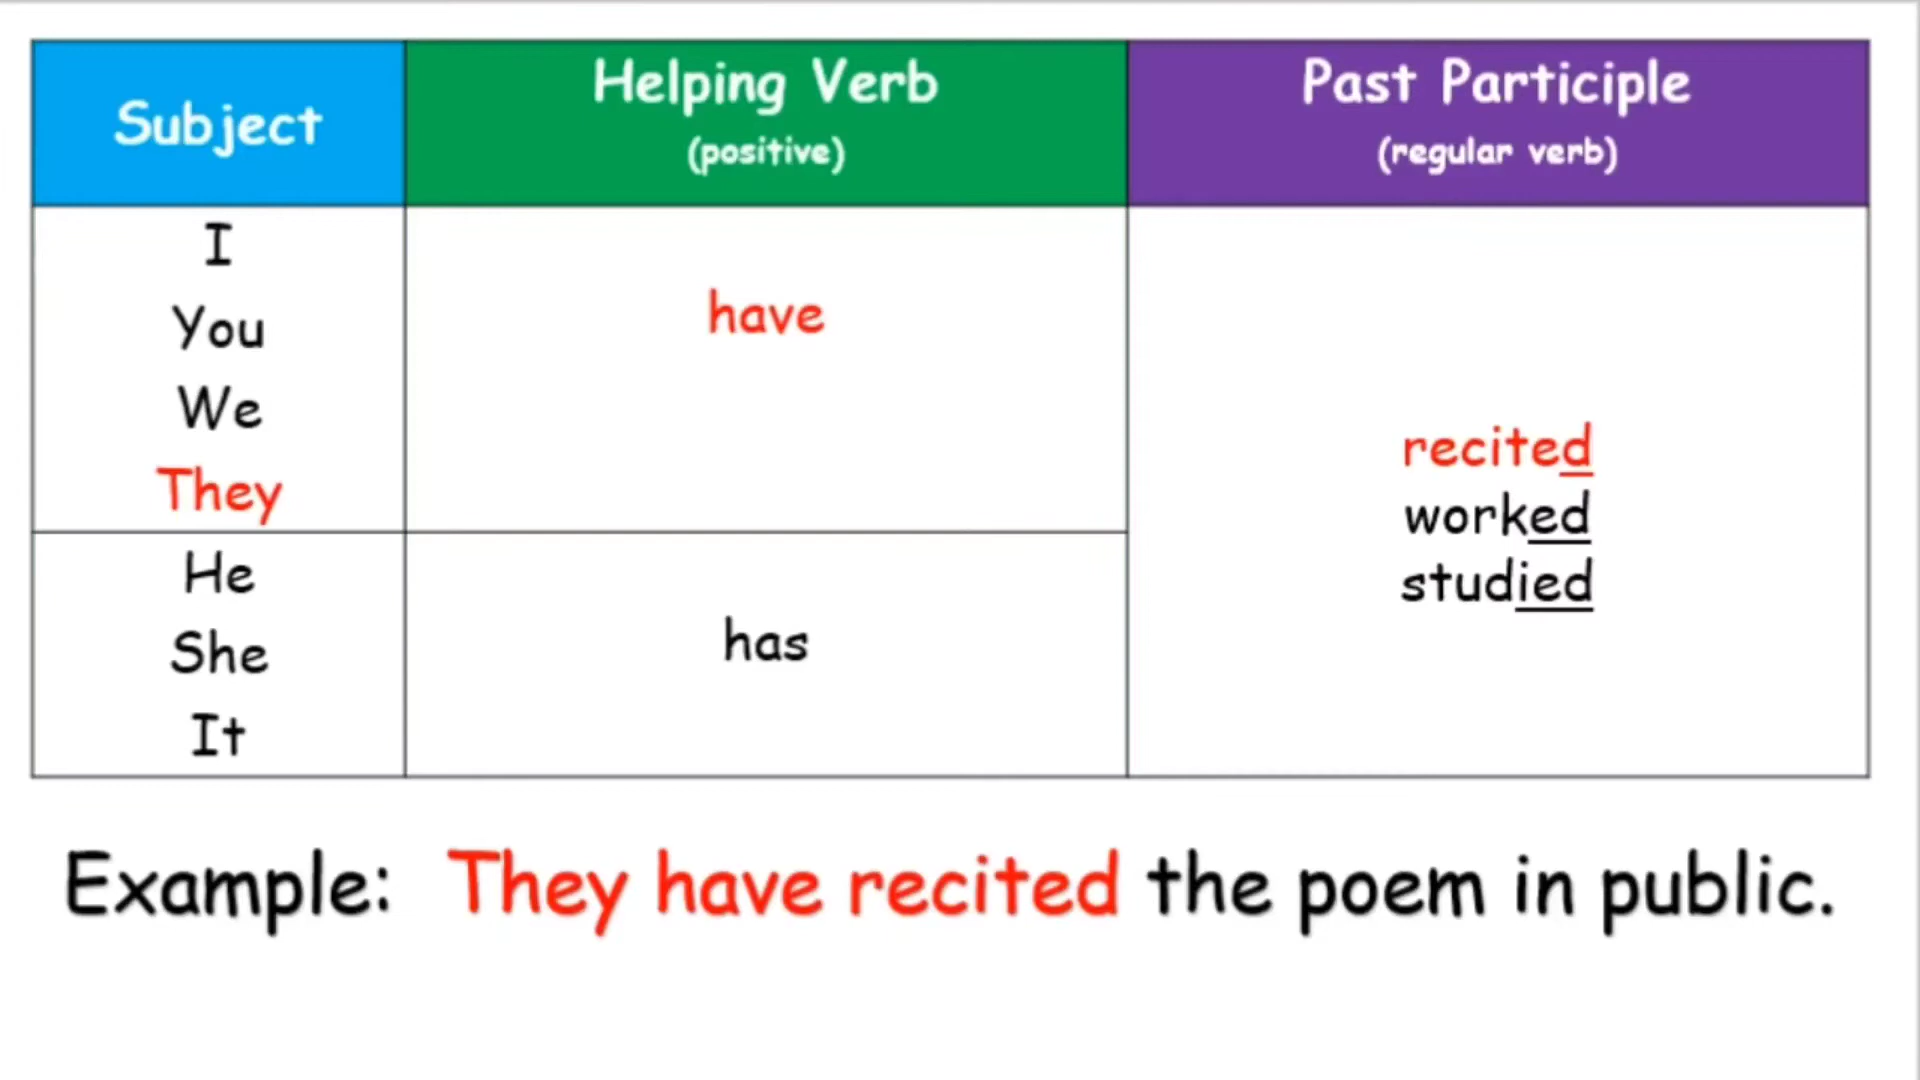 Subject
Helping Verb
(positive)
Past Participle
(regular verb)
I
You
We
They
have
He
She
It
has
recited
worked
studied
Example: They have recited the poem in public.